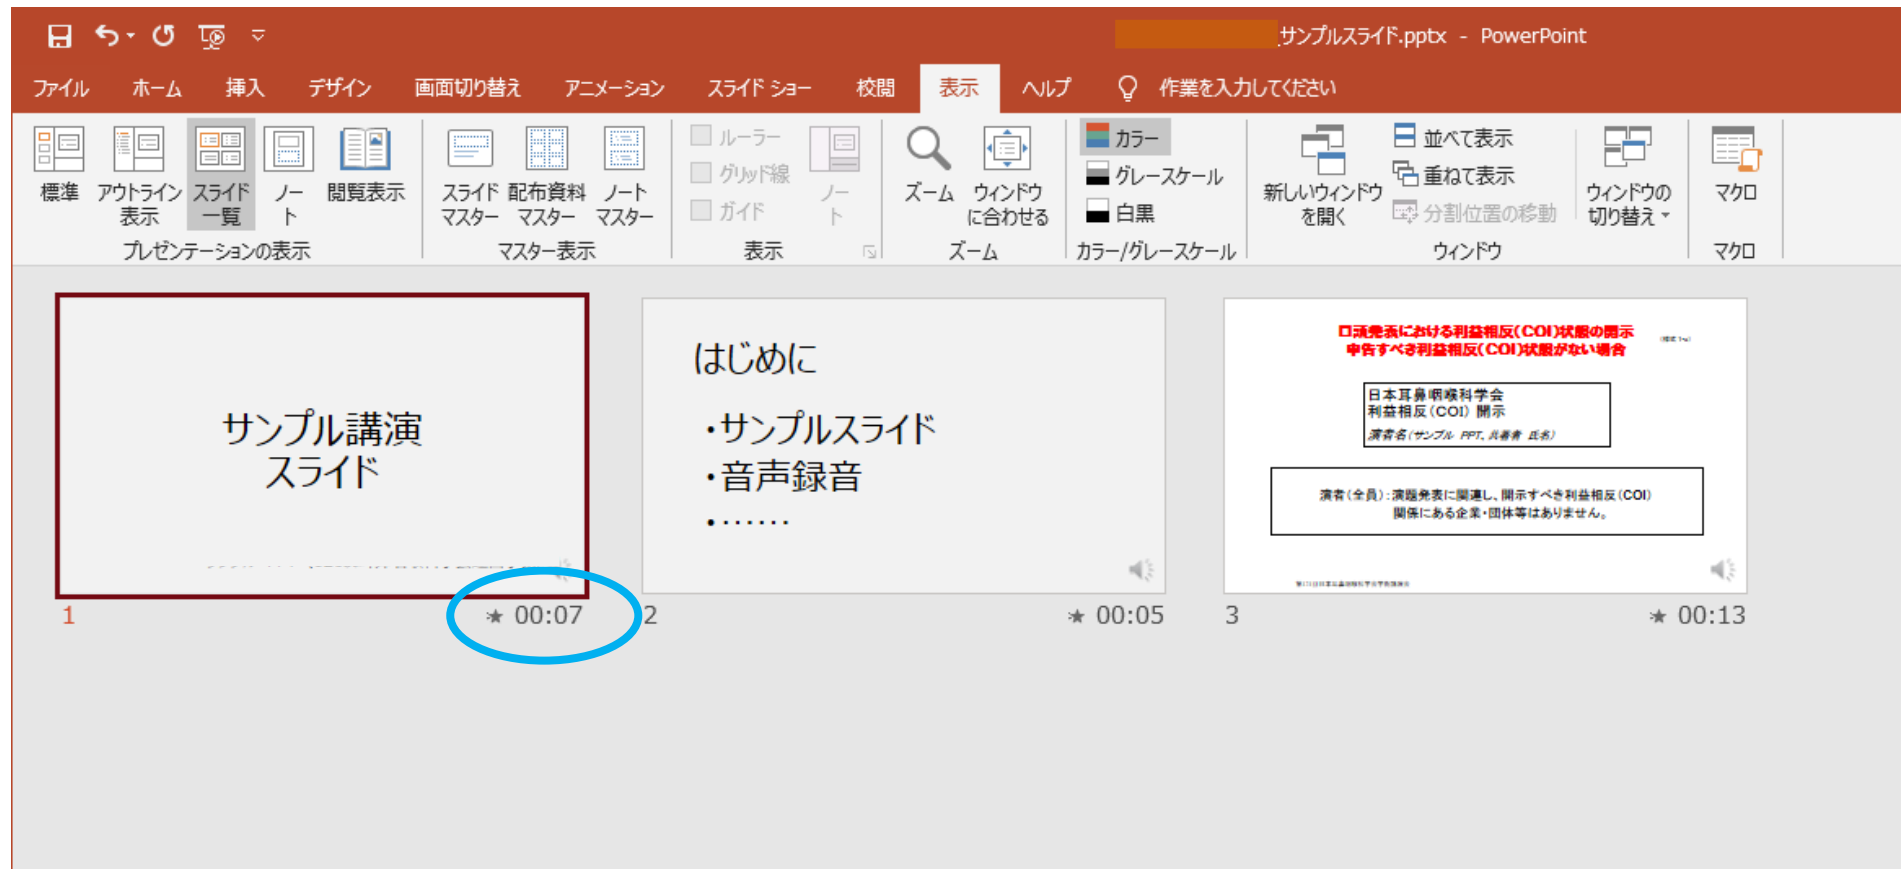 サンプルスライド.pptx - PowerPoint
ファイル ホーム 挿入 デザイン 画面切り替え アニメーション スライド ショー 校閲 表示 ヘルプ 作業を入力してください
標準
アウトライン
表示
スライド
一覧
ノー
ト
閲覧表示
プレゼンテーションの表示
スライド
マスター
配布資料
マスター
ノート
マスター
マスター表示
ルーラー
グリッド線
ガイド
ノー
ト
表示
ズーム
ウィンドウ
に合わせる
ズーム
カラー
グレースケール
白黒
カラー/グレースケール
新しいウィンドウ
を開く
並べて表示
重ねて表示
分割位置の移動
ウィンドウの
切り替え
ウィンドウ
マクロ
マクロ
サンプル講演
スライド
1 00:07
はじめに
・サンプルスライド
・音声録音
・……
2 00:05
口頭発表における利益相反(COI)状態の開示
申告すべき利益相反(COI)状態がない場合
日本耳鼻咽喉科学会
利益相反(COI) 開示
演者名(サンプル PPT、共著者 氏名)
演者(全員):演題発表に関連し、開示すべき利益相反(COI)
関係にある企業・団体等はありません。
3 00:13